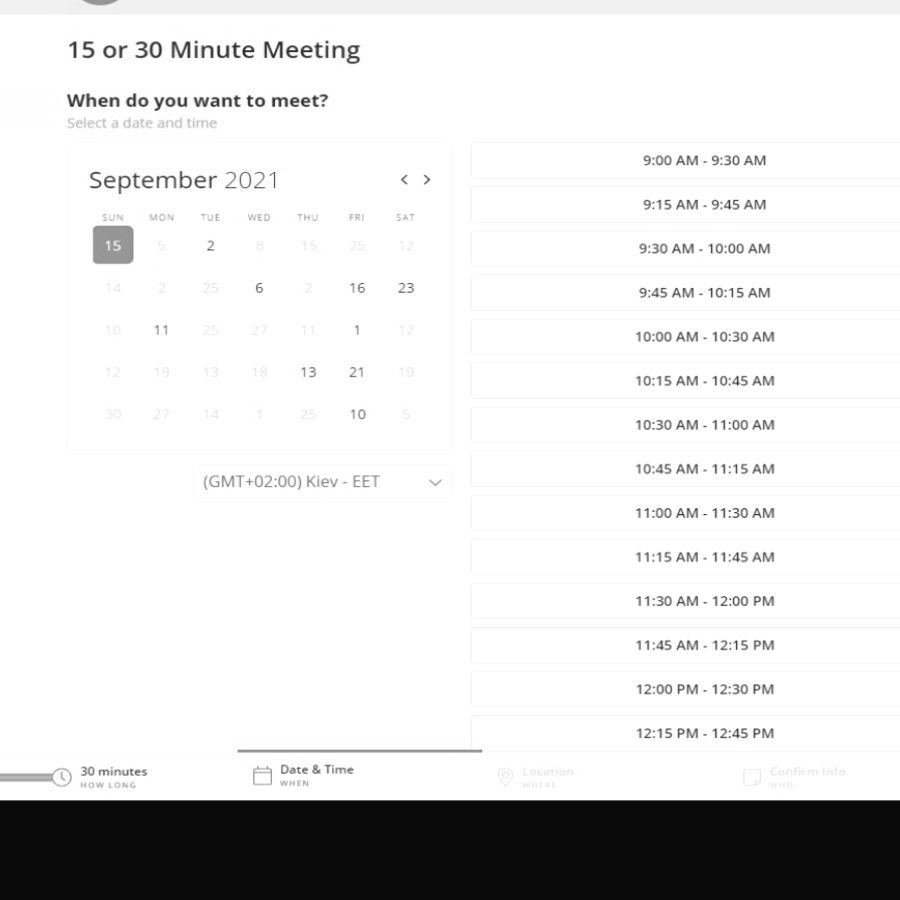 15 or 30 Minute Meeting
When do you want to meet?
Select a date and time
September 2021
< >
SUN MON TUE WED THU FRI SAT
15 5 2 8 15 25 12
14 2 25 6 2 16 23
10 11 25 27 11 1 12
12 19 13 18 13 21 19
30 27 14 1 25 10 5
(GMT+02:00) Kiev - EET
9:00 AM - 9:30 AM
9:15 AM - 9:45 AM
9:30 AM - 10:00 AM
9:45 AM - 10:15 AM
10:00 AM - 10:30 AM
10:15 AM - 10:45 AM
10:30 AM - 11:00 AM
10:45 AM - 11:15 AM
11:00 AM - 11:30 AM
11:15 AM - 11:45 AM
11:30 AM - 12:00 PM
11:45 AM - 12:15 PM
12:00 PM - 12:30 PM
12:15 PM - 12:45 PM
30 minutes
HOW LONG
Date & Time
WHEN
Location
WHERE
Confirm Info
WHO